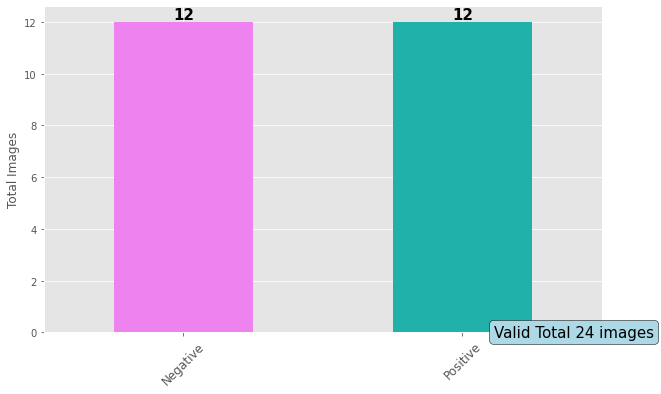 12
12
Total Images
12
10
8
6
4
2
0
Negative
Positive
Valid Total 24 images